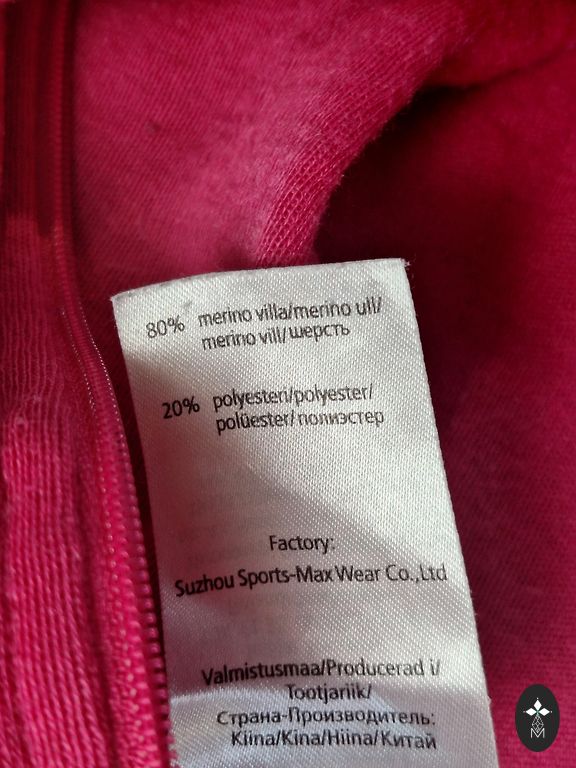 80% merino villa/merino ull/
merino vill/шерсть
20% polyesteri/polyester/
polüester/полиэстер
Factory:
Suzhou Sports-Max Wear Co.,Ltd
Valmistusmaa/Producerad i/
Tootjariik/
Страна-Производитель:
Kiina/Kina/Hiina/Китай